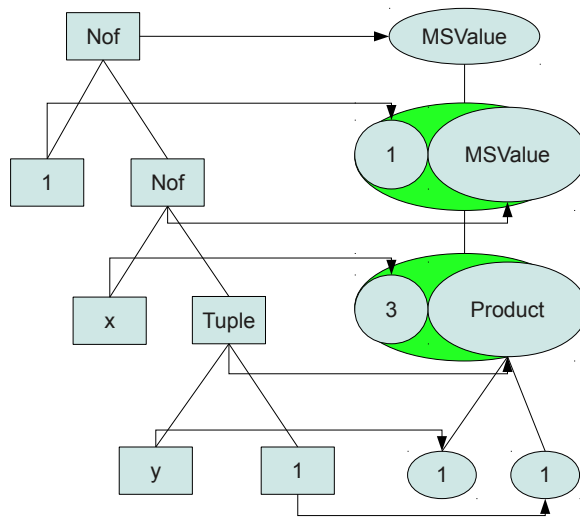 Nof MSValue
1 Nof 1 MSValue
x Tuple 3 Product
y 1 1 1